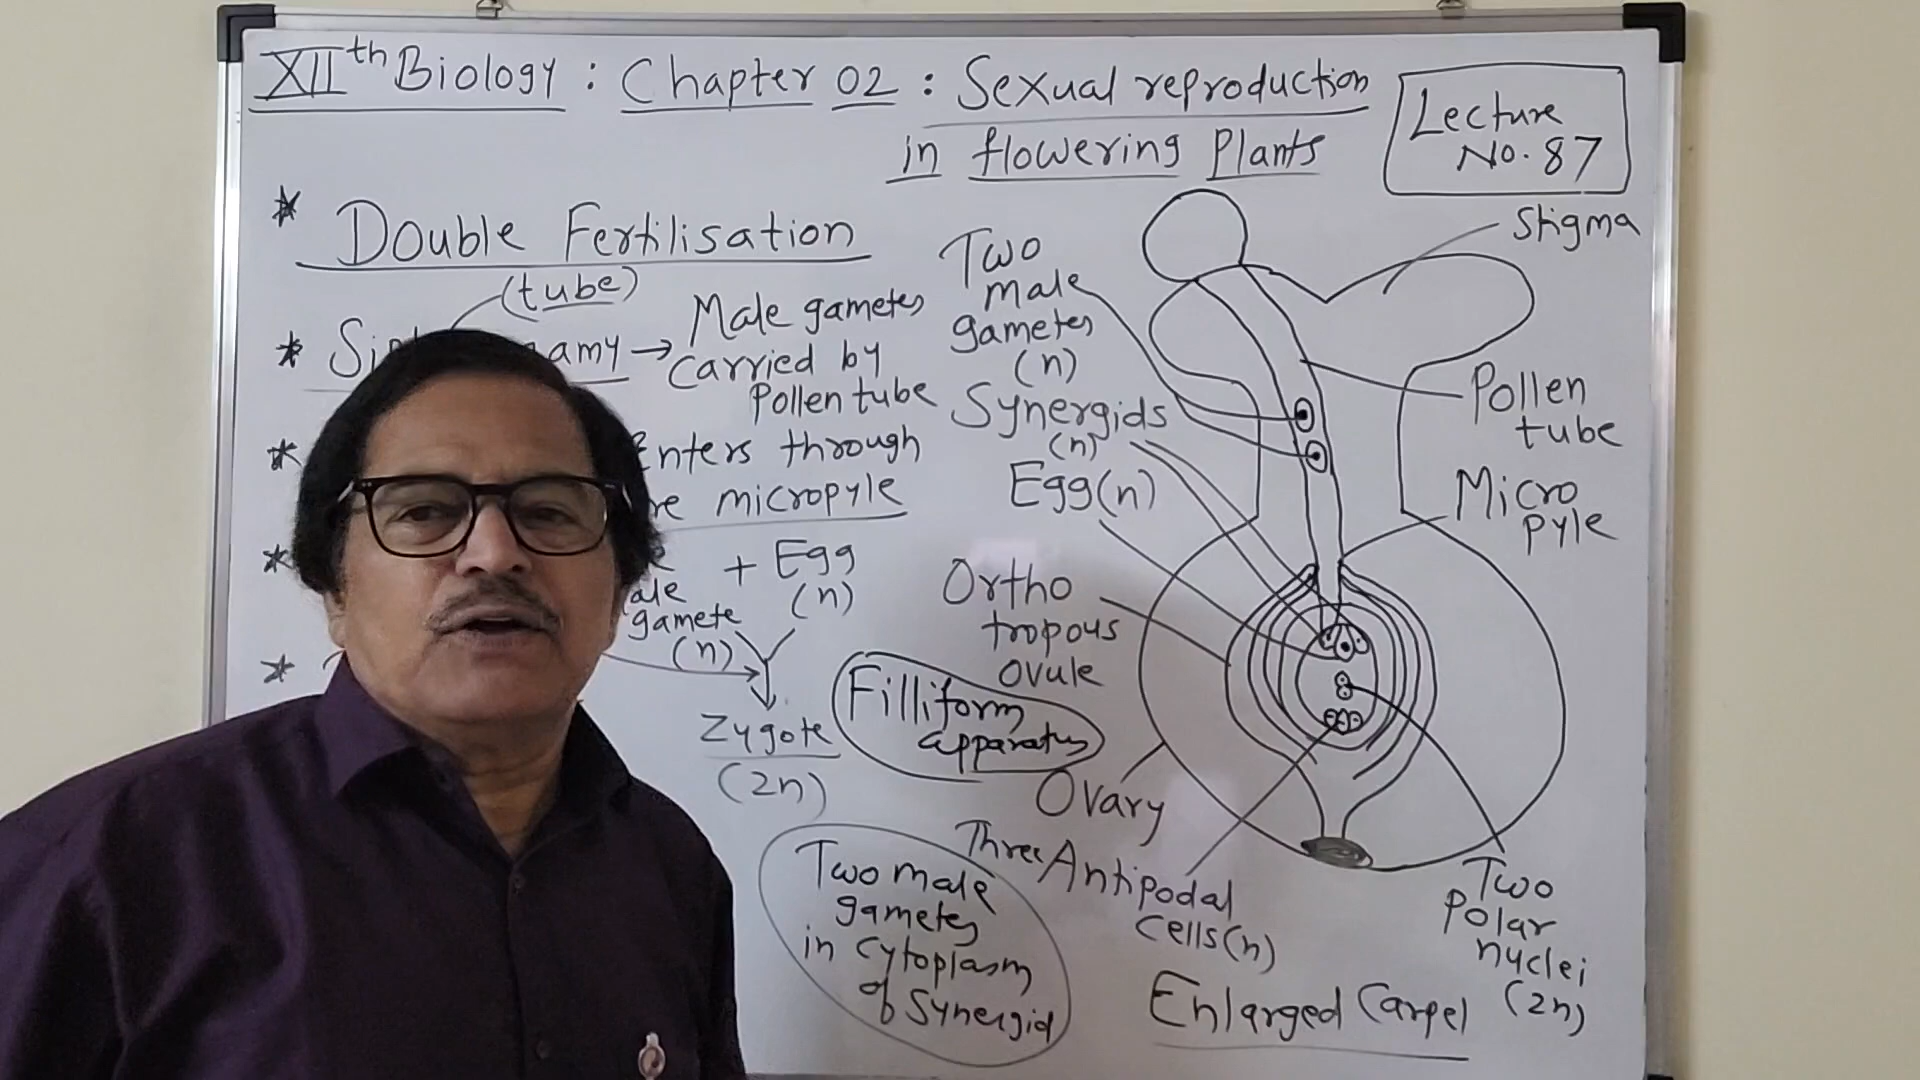 XIIth Biology : Chapter 02 : Sexual reproduction
in flowering Plants
Lecture
No. 87
* Double Fertilisation
(tube)
* amy → Male gametes
carried by
Pollen tube
* Enters through
micropyle
* + Egg
(n)
gamete
(n)
*
Zygote
(2n)
Filliform
apparatus
Two male
gametes
in cytoplasm
of Synergid
Two
male
gametes
(n)
Synergids
(n)
Egg(n)
Ortho
tropous
ovule
Ovary
Three Antipodal
cells(n)
Stigma
Pollen
tube
Micro
pyle
Two
Polar
nuclei
(2n)
Enlarged Carpel